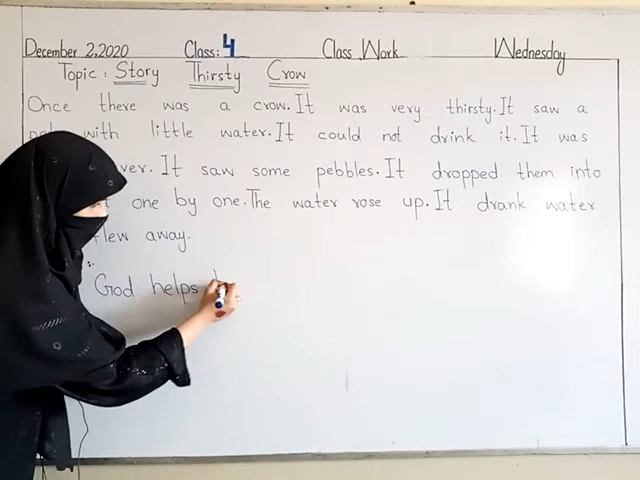 December 2,2020 Class: 4 Class Work Wednesday
Topic: Story Thirsty Crow
Once there was a crow. It was very thirsty. It saw a
with little water. It could not drink it. It was
ver. It saw some pebbles. It dropped them into
one by one. The water rose up. It drank water
flew away.
God helps